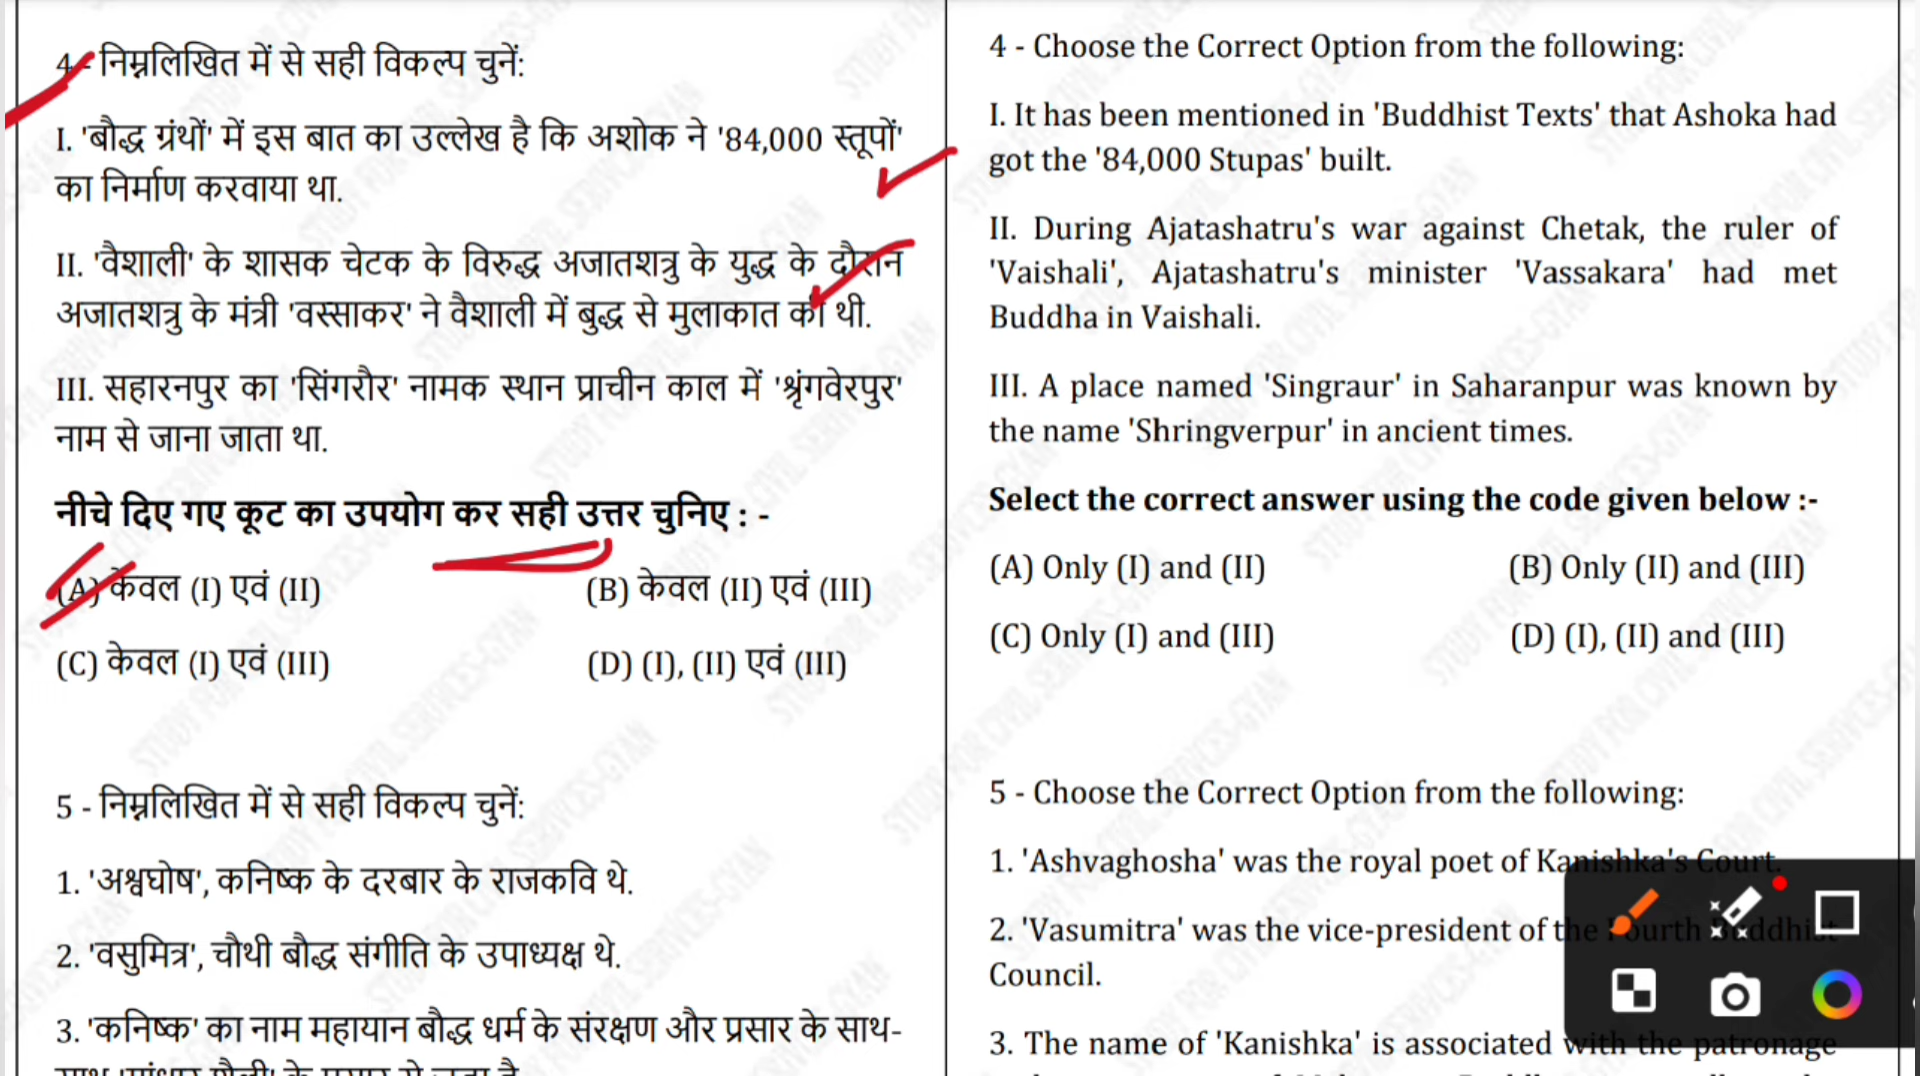 4 - निम्नलिखित में से सही विकल्प चुनें:
I. 'बौद्ध ग्रंथों' में इस बात का उल्लेख है कि अशोक ने '84,000 स्तूपों'
का निर्माण करवाया था.
II. 'वैशाली' के शासक चेटक के विरुद्ध अजातशत्रु के युद्ध के दौरान
अजातशत्रु के मंत्री 'वस्साकर' ने वैशाली में बुद्ध से मुलाकात की थी.
III. सहारनपुर का 'सिंगरौर' नामक स्थान प्राचीन काल में 'श्रृंगवेरपुर'
नाम से जाना जाता था.
नीचे दिए गए कूट का उपयोग कर सही उत्तर चुनिए : -
(A) केवल (I) एवं (II) (B) केवल (II) एवं (III)
(C) केवल (I) एवं (III) (D) (I), (II) एवं (III)
5 - निम्नलिखित में से सही विकल्प चुनें:
1. 'अश्वघोष', कनिष्क के दरबार के राजकवि थे.
2. 'वसुमित्र', चौथी बौद्ध संगीति के उपाध्यक्ष थे.
3. 'कनिष्क' का नाम महायान बौद्ध धर्म के संरक्षण और प्रसार के साथ-
4 - Choose the Correct Option from the following:
I. It has been mentioned in 'Buddhist Texts' that Ashoka had
got the '84,000 Stupas' built.
II. During Ajatashatru's war against Chetak, the ruler of
'Vaishali', Ajatashatru's minister 'Vassakara' had met
Buddha in Vaishali.
III. A place named 'Singraur' in Saharanpur was known by
the name 'Shringverpur' in ancient times.
Select the correct answer using the code given below :-
(A) Only (I) and (II) (B) Only (II) and (III)
(C) Only (I) and (III) (D) (I), (II) and (III)
5 - Choose the Correct Option from the following:
1. 'Ashvaghosha' was the royal poet of Kanishka's Court.
2. 'Vasumitra' was the vice-president of the Fourth Buddhist
Council.
3. The name of 'Kanishka' is associated with the patronage